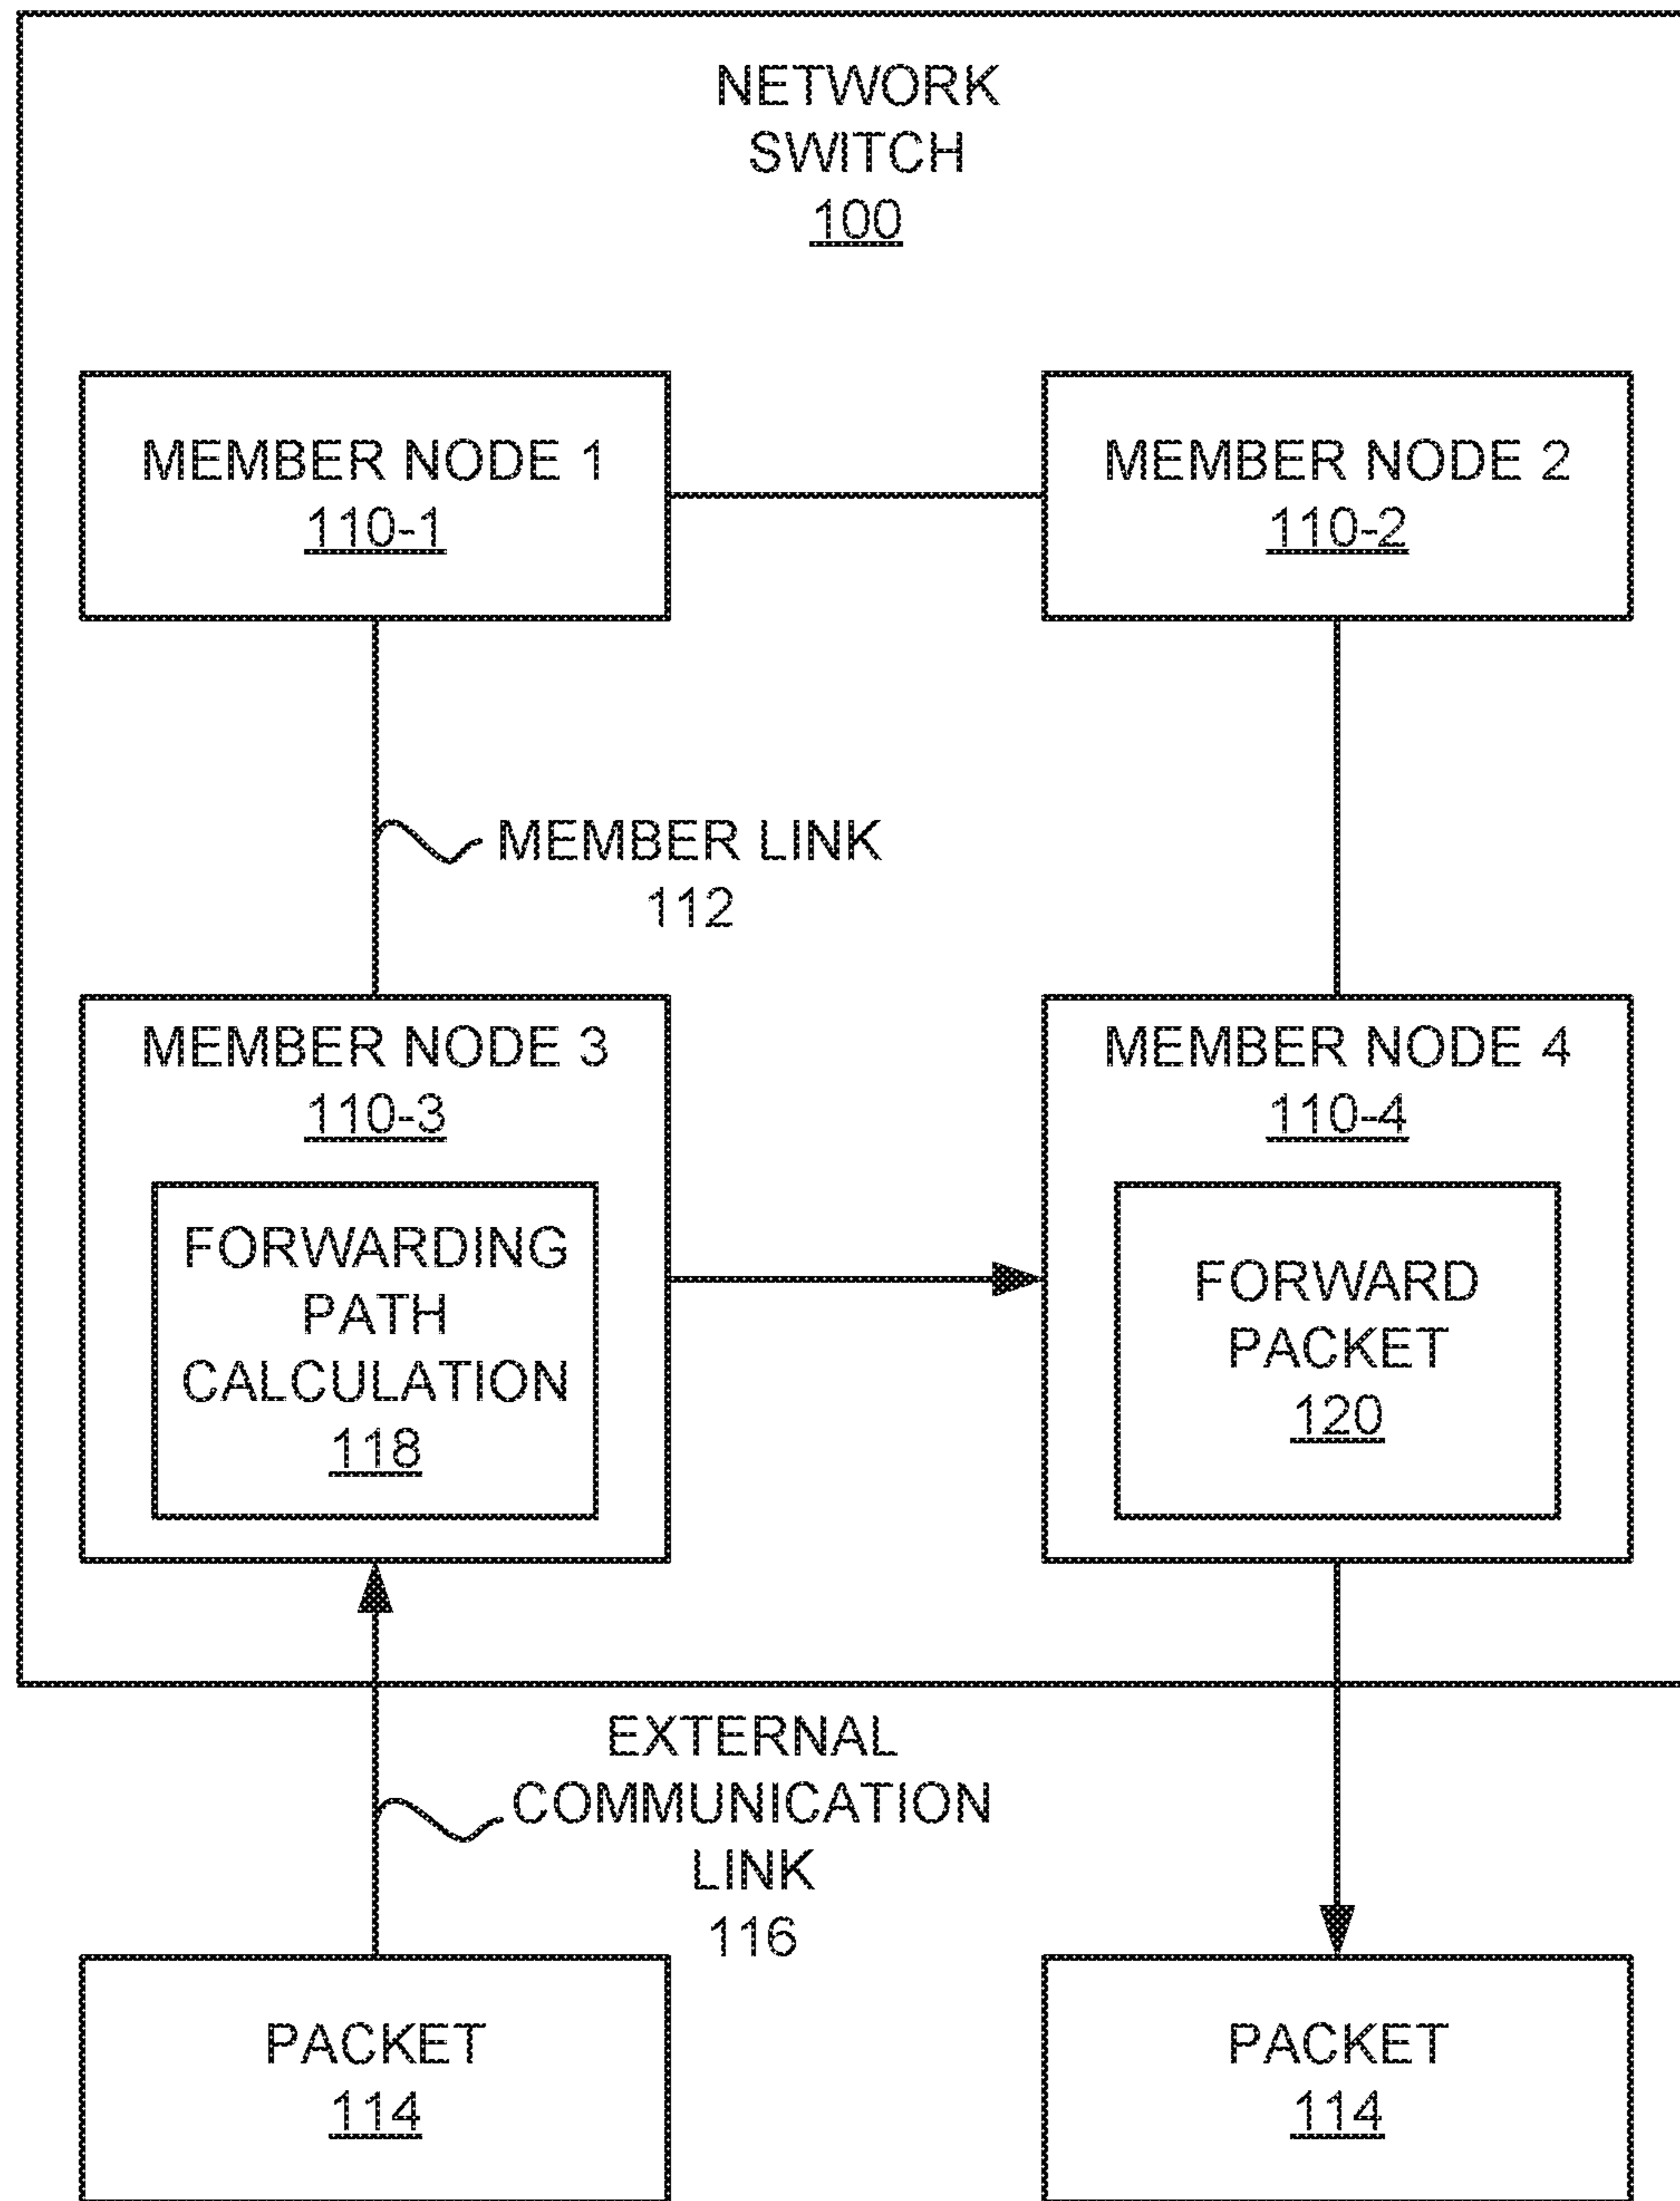 NETWORK
SWITCH
100
MEMBER NODE 1
110-1
MEMBER NODE 2
110-2
MEMBER LINK
112
MEMBER NODE 3
110-3
FORWARDING
PATH
CALCULATION
118
MEMBER NODE 4
110-4
FORWARD
PACKET
120
EXTERNAL
COMMUNICATION
LINK
116
PACKET
114
PACKET
114